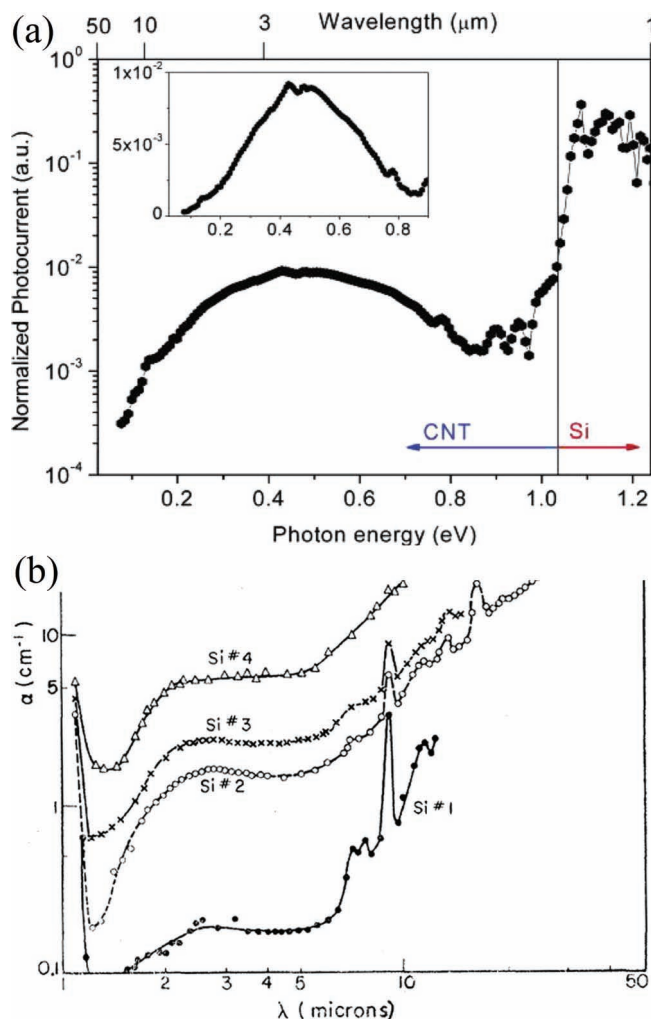 (a)
Wavelength (μm)
50 10 3 1
Normalized Photocurrent (a.u.)
10⁰
10⁻¹
10⁻²
10⁻³
10⁻⁴
1x10⁻²
5x10⁻³
0
0.2 0.4 0.6 0.8
CNT Si
0.2 0.4 0.6 0.8 1.0 1.2
Photon energy (eV)
(b)
α (cm⁻¹)
10
5
1
0.1
Si#4
Si#3
Si#2
Si#1
1 2 3 4 5 10 50
λ (microns)